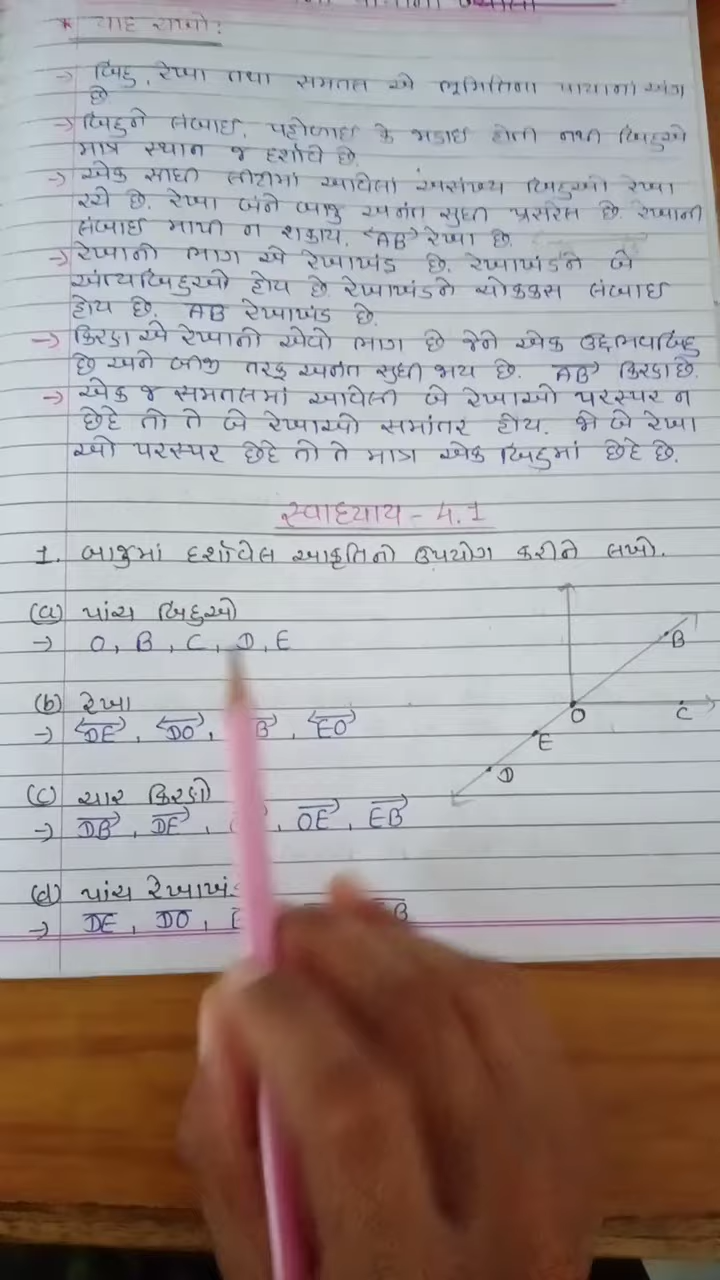 * યાદ રાખો:
→ બિંદુ, રેખા તથા સમતલ એ ભૂમિતિના પાયાનાં અંગ
છે
→ બિંદુને લંબાઈ, પહોળાઈ કે જાડાઈ હોતી નથી બિંદુએ
માત્ર સ્થાન જ દર્શાવે છે.
→ એક સીધી લીટીમાં આવેલાં અસંખ્ય બિંદુઓ રેખા
રચે છે. રેખા બંને બાજુ અનંત સુધી પ્રસરેલ છે. રેખાની
લંબાઈ માપી ન શકાય. AB રેખા છે.
→ રેખાનો ભાગ એ રેખાખંડ છે. રેખાખંડને બે
અંત્યબિંદુઓ હોય છે રેખાખંડને ચોક્કસ લંબાઈ
હોય છે. AB રેખાખંડ છે.
→ કિરણ એ રેખાનો એવો ભાગ છે જેને એક ઉદ્દભવબિંદુ
છે અને બીજી તરફ અનંત સુધી જાય છે. AB કિરણ છે.
→ એક જ સમતલમાં આવેલી બે રેખાઓ પરસ્પર ન
છેદે તો તે બે રેખાઓ સમાંતર હોય. જો બે રેખા
ઓ પરસ્પર છેદે તો તે માત્ર એક બિંદુમાં છેદે છે.
સ્વાધ્યાય - 4.1
1. બાજુમાં દર્શાવેલ આકૃતિનો ઉપયોગ કરીને લખો.
(a) પાંચ બિંદુઓ
→ O, B, C, D, E
(b) રેખા
→ DE, DO, B, EO
(c) ચાર કિરણો
→ DB, DE, OE, EB
(d) પાંચ રેખાખંડ
→ DE, DO, B
B
O
C
E
D